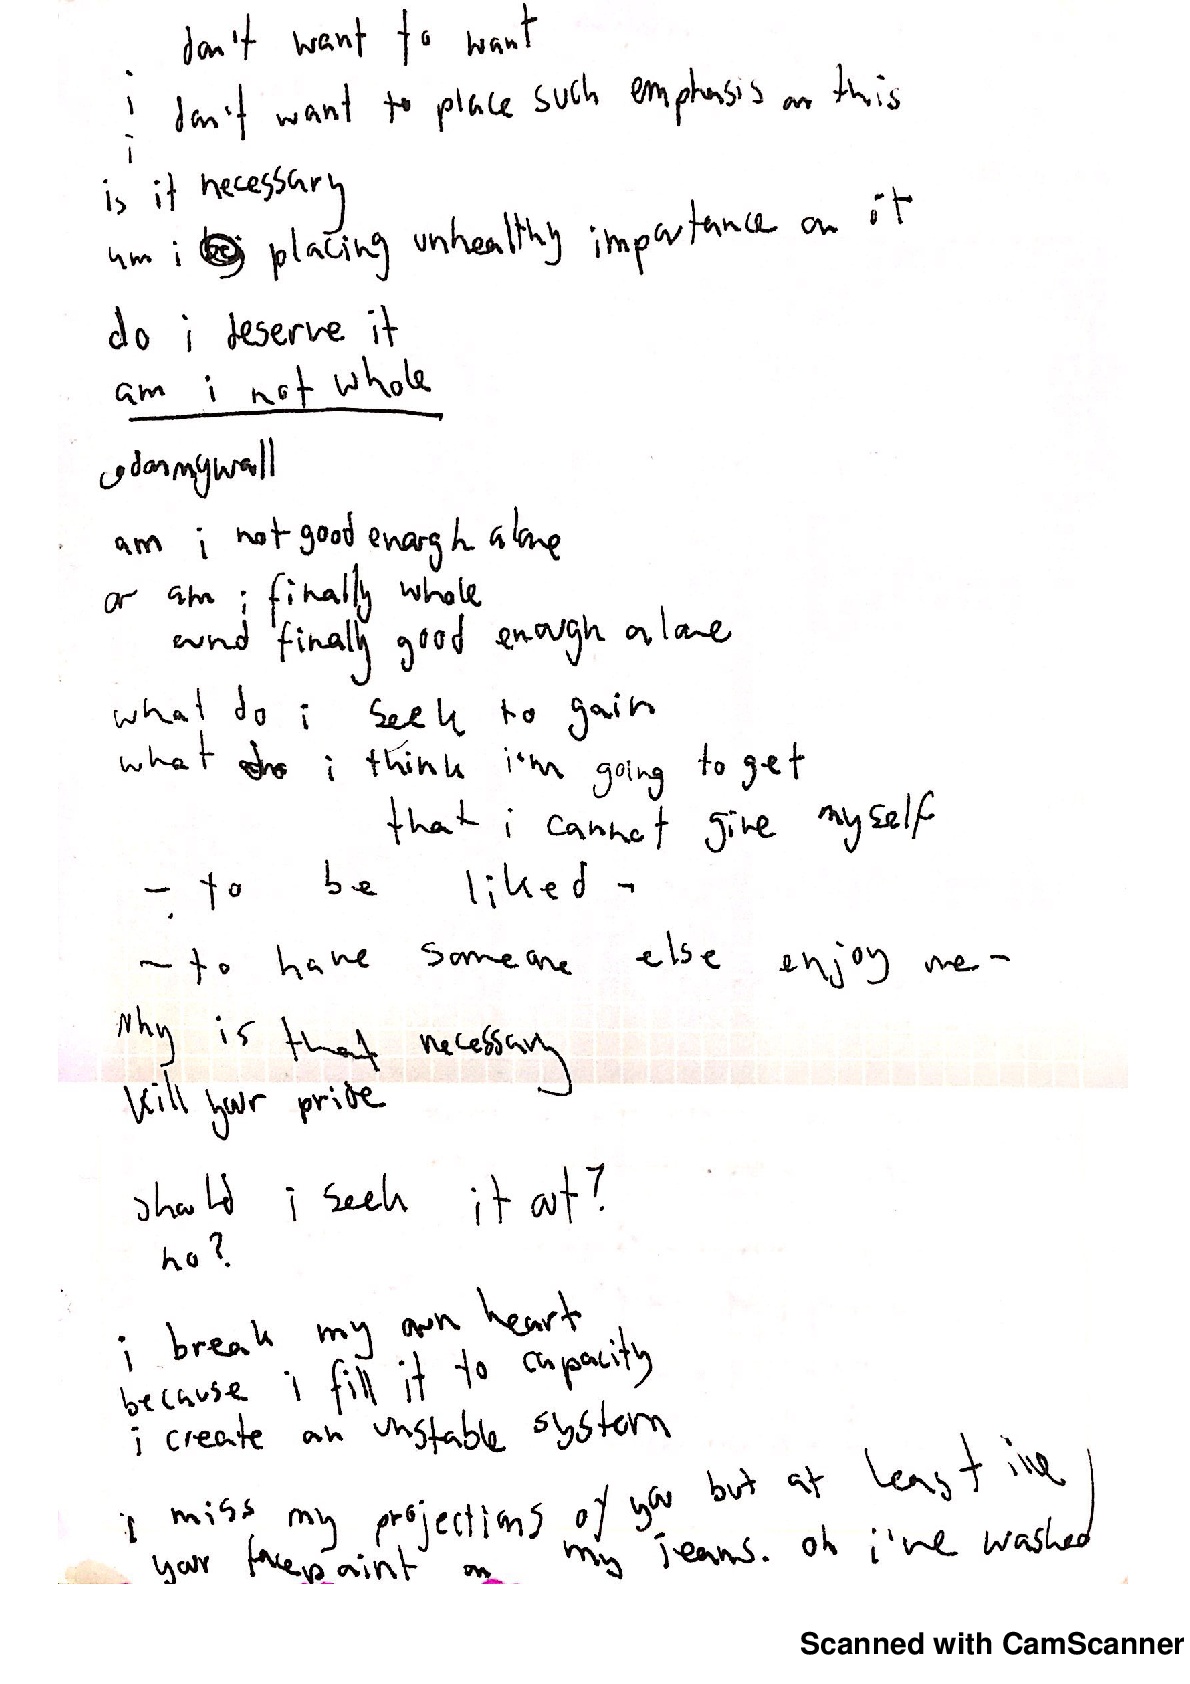 don't want to want
i
i don't want to place such emphasis on this
is it necessary
am i placing unhealthy importance on it
do i deserve it
am i not whole
am i not good enough alone
or am i finally whole
and finally good enough alone
what do i seek to gain
what do i think i'm going to get
that i cannot give myself
- to be liked -
- to have someone else enjoy me -
why is that necessary
kill your pride
should i seek it out?
no?
i break my own heart
because i fill it to capacity
i create an unstable system
i miss my projections of you but at least i've
your facepaint on my jeans. oh i've washed
Scanned with CamScanner